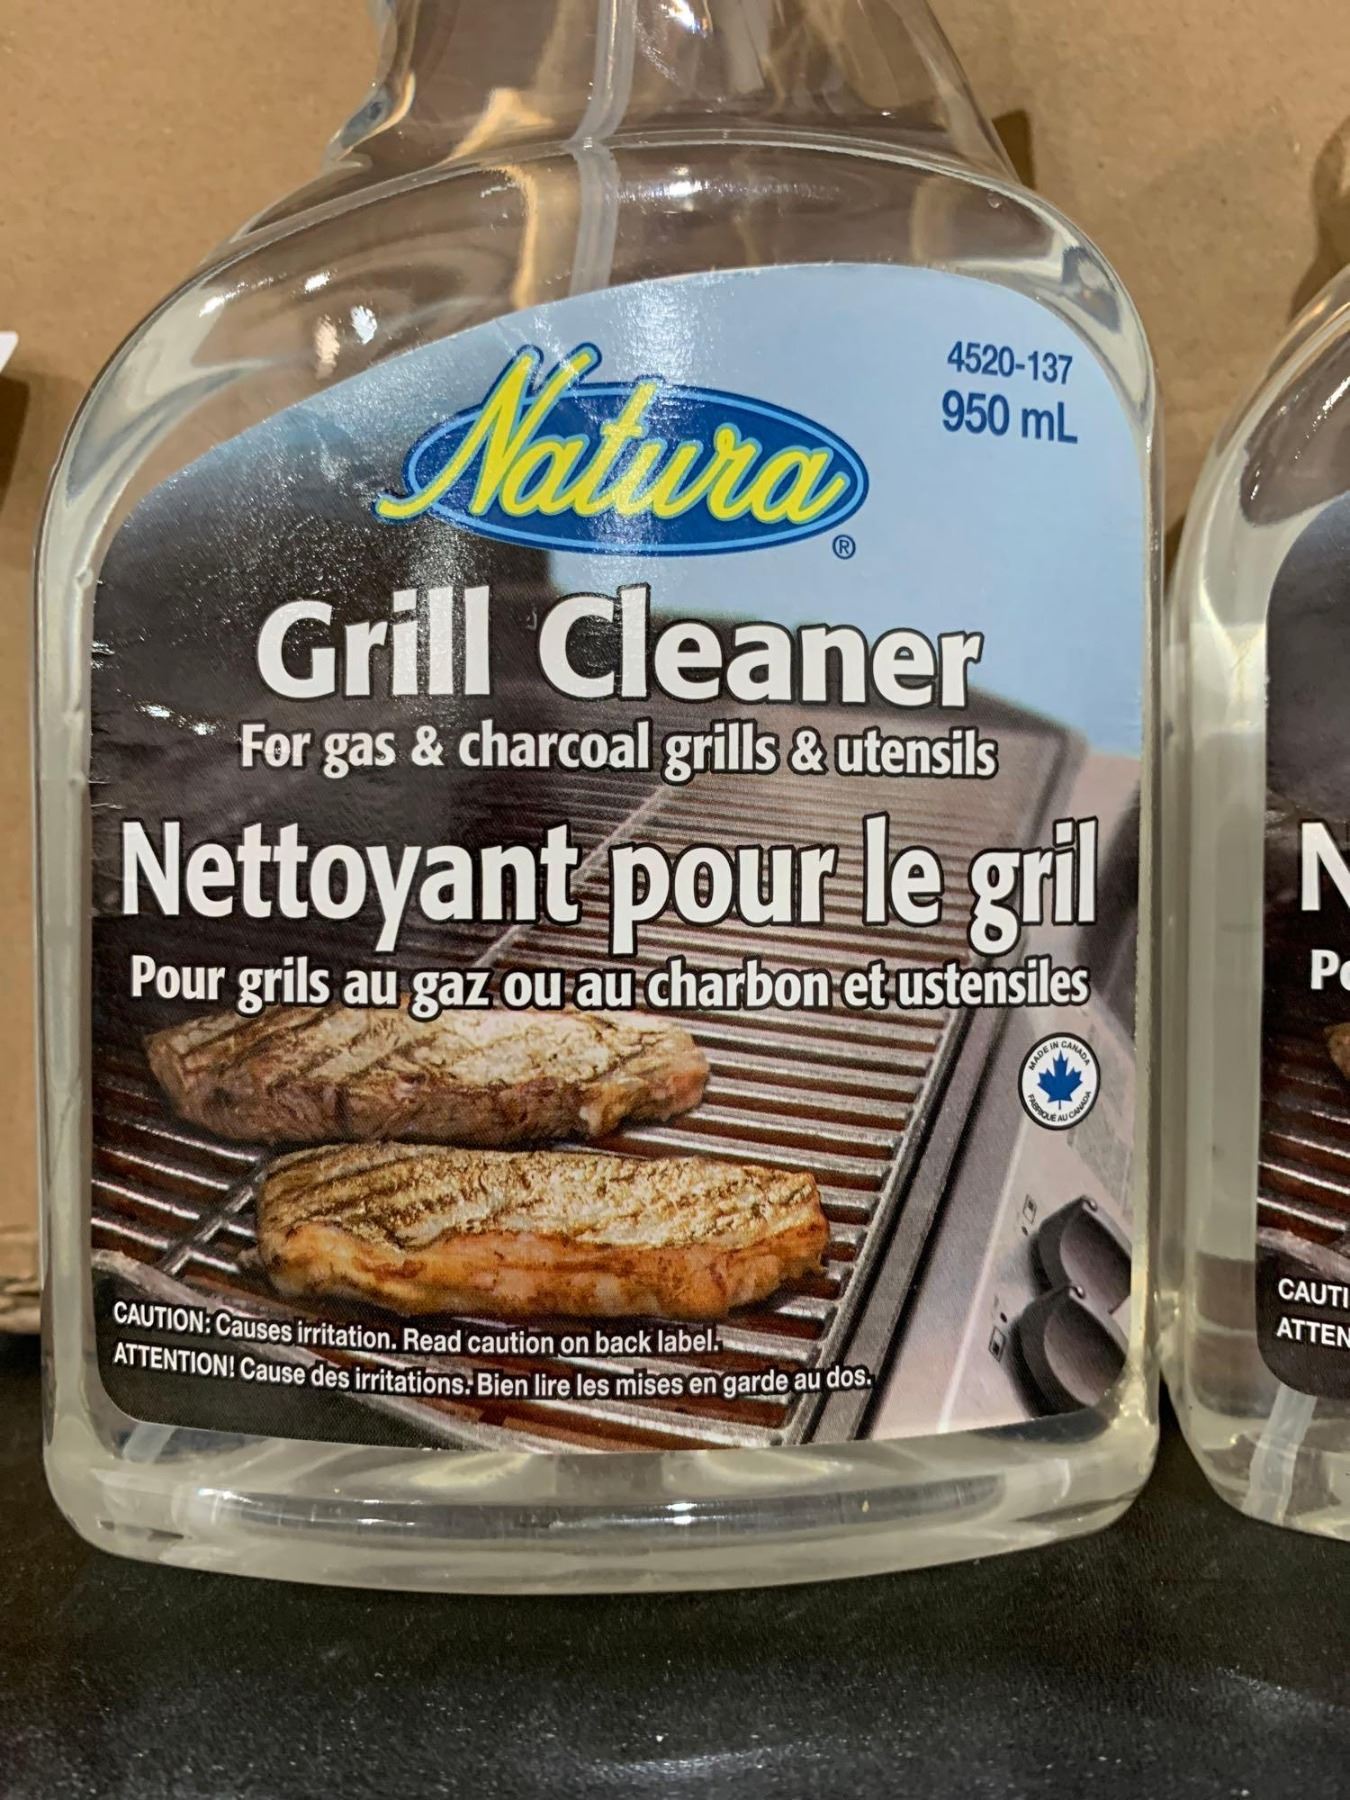 4520-137
950 mL
Natura®
Grill Cleaner
For gas & charcoal grills & utensils
Nettoyant pour le gril
Pour grils au gaz ou au charbon et ustensiles
MADE IN CANADA
FABRIQUÉ AU CANADA
CAUTION: Causes irritation. Read caution on back label.
ATTENTION! Cause des irritations. Bien lire les mises en garde au dos.
N
Po
CAUTI
ATTEN